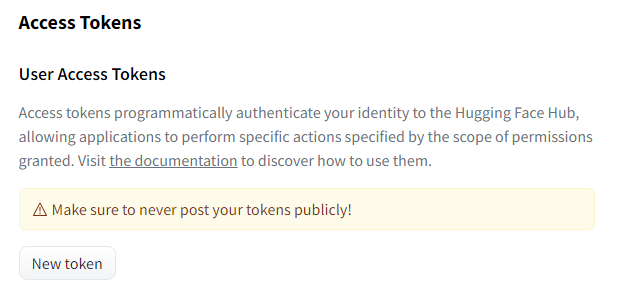 Access Tokens
User Access Tokens
Access tokens programmatically authenticate your identity to the Hugging Face Hub,
allowing applications to perform specific actions specified by the scope of permissions
granted. Visit the documentation to discover how to use them.
⚠ Make sure to never post your tokens publicly!
New token